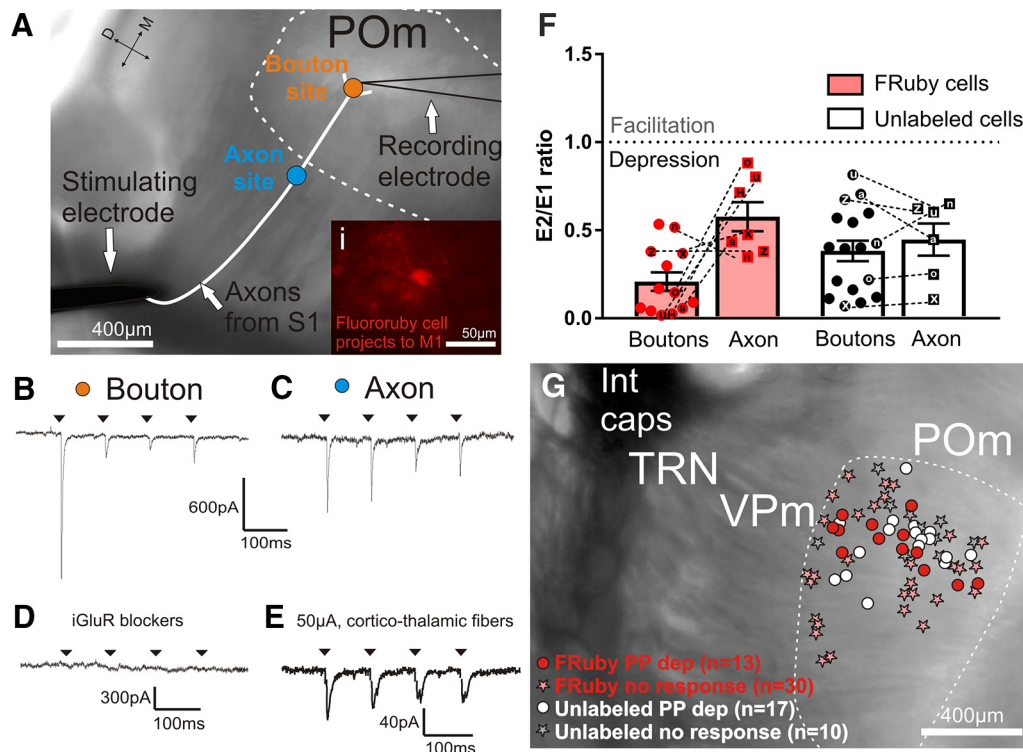 A
D
M
POm
Bouton
site
Axon
site
Recording
electrode
Stimulating
electrode
i
Axons
from S1
400µm
Fluororuby cell
projects to M1
50µm
B
Bouton
600pA
100ms
C
Axon
D
iGluR blockers
300pA
100ms
E
50µA, cortico-thalamic fibers
40pA
100ms
F
E2/E1 ratio
1.5
1.0
0.5
0.0
FRuby cells
Unlabeled cells
Facilitation
Depression
n
z
x
o
a
u
H
u
H
x
a
n
z
u
z
a
n
o
x
z
u
n
a
o
x
Boutons
Axon
Boutons
Axon
G
Int
caps
TRN
VPm
POm
FRuby PP dep (n=13)
FRuby no response (n=30)
Unlabeled PP dep (n=17)
Unlabeled no response (n=10)
400µm